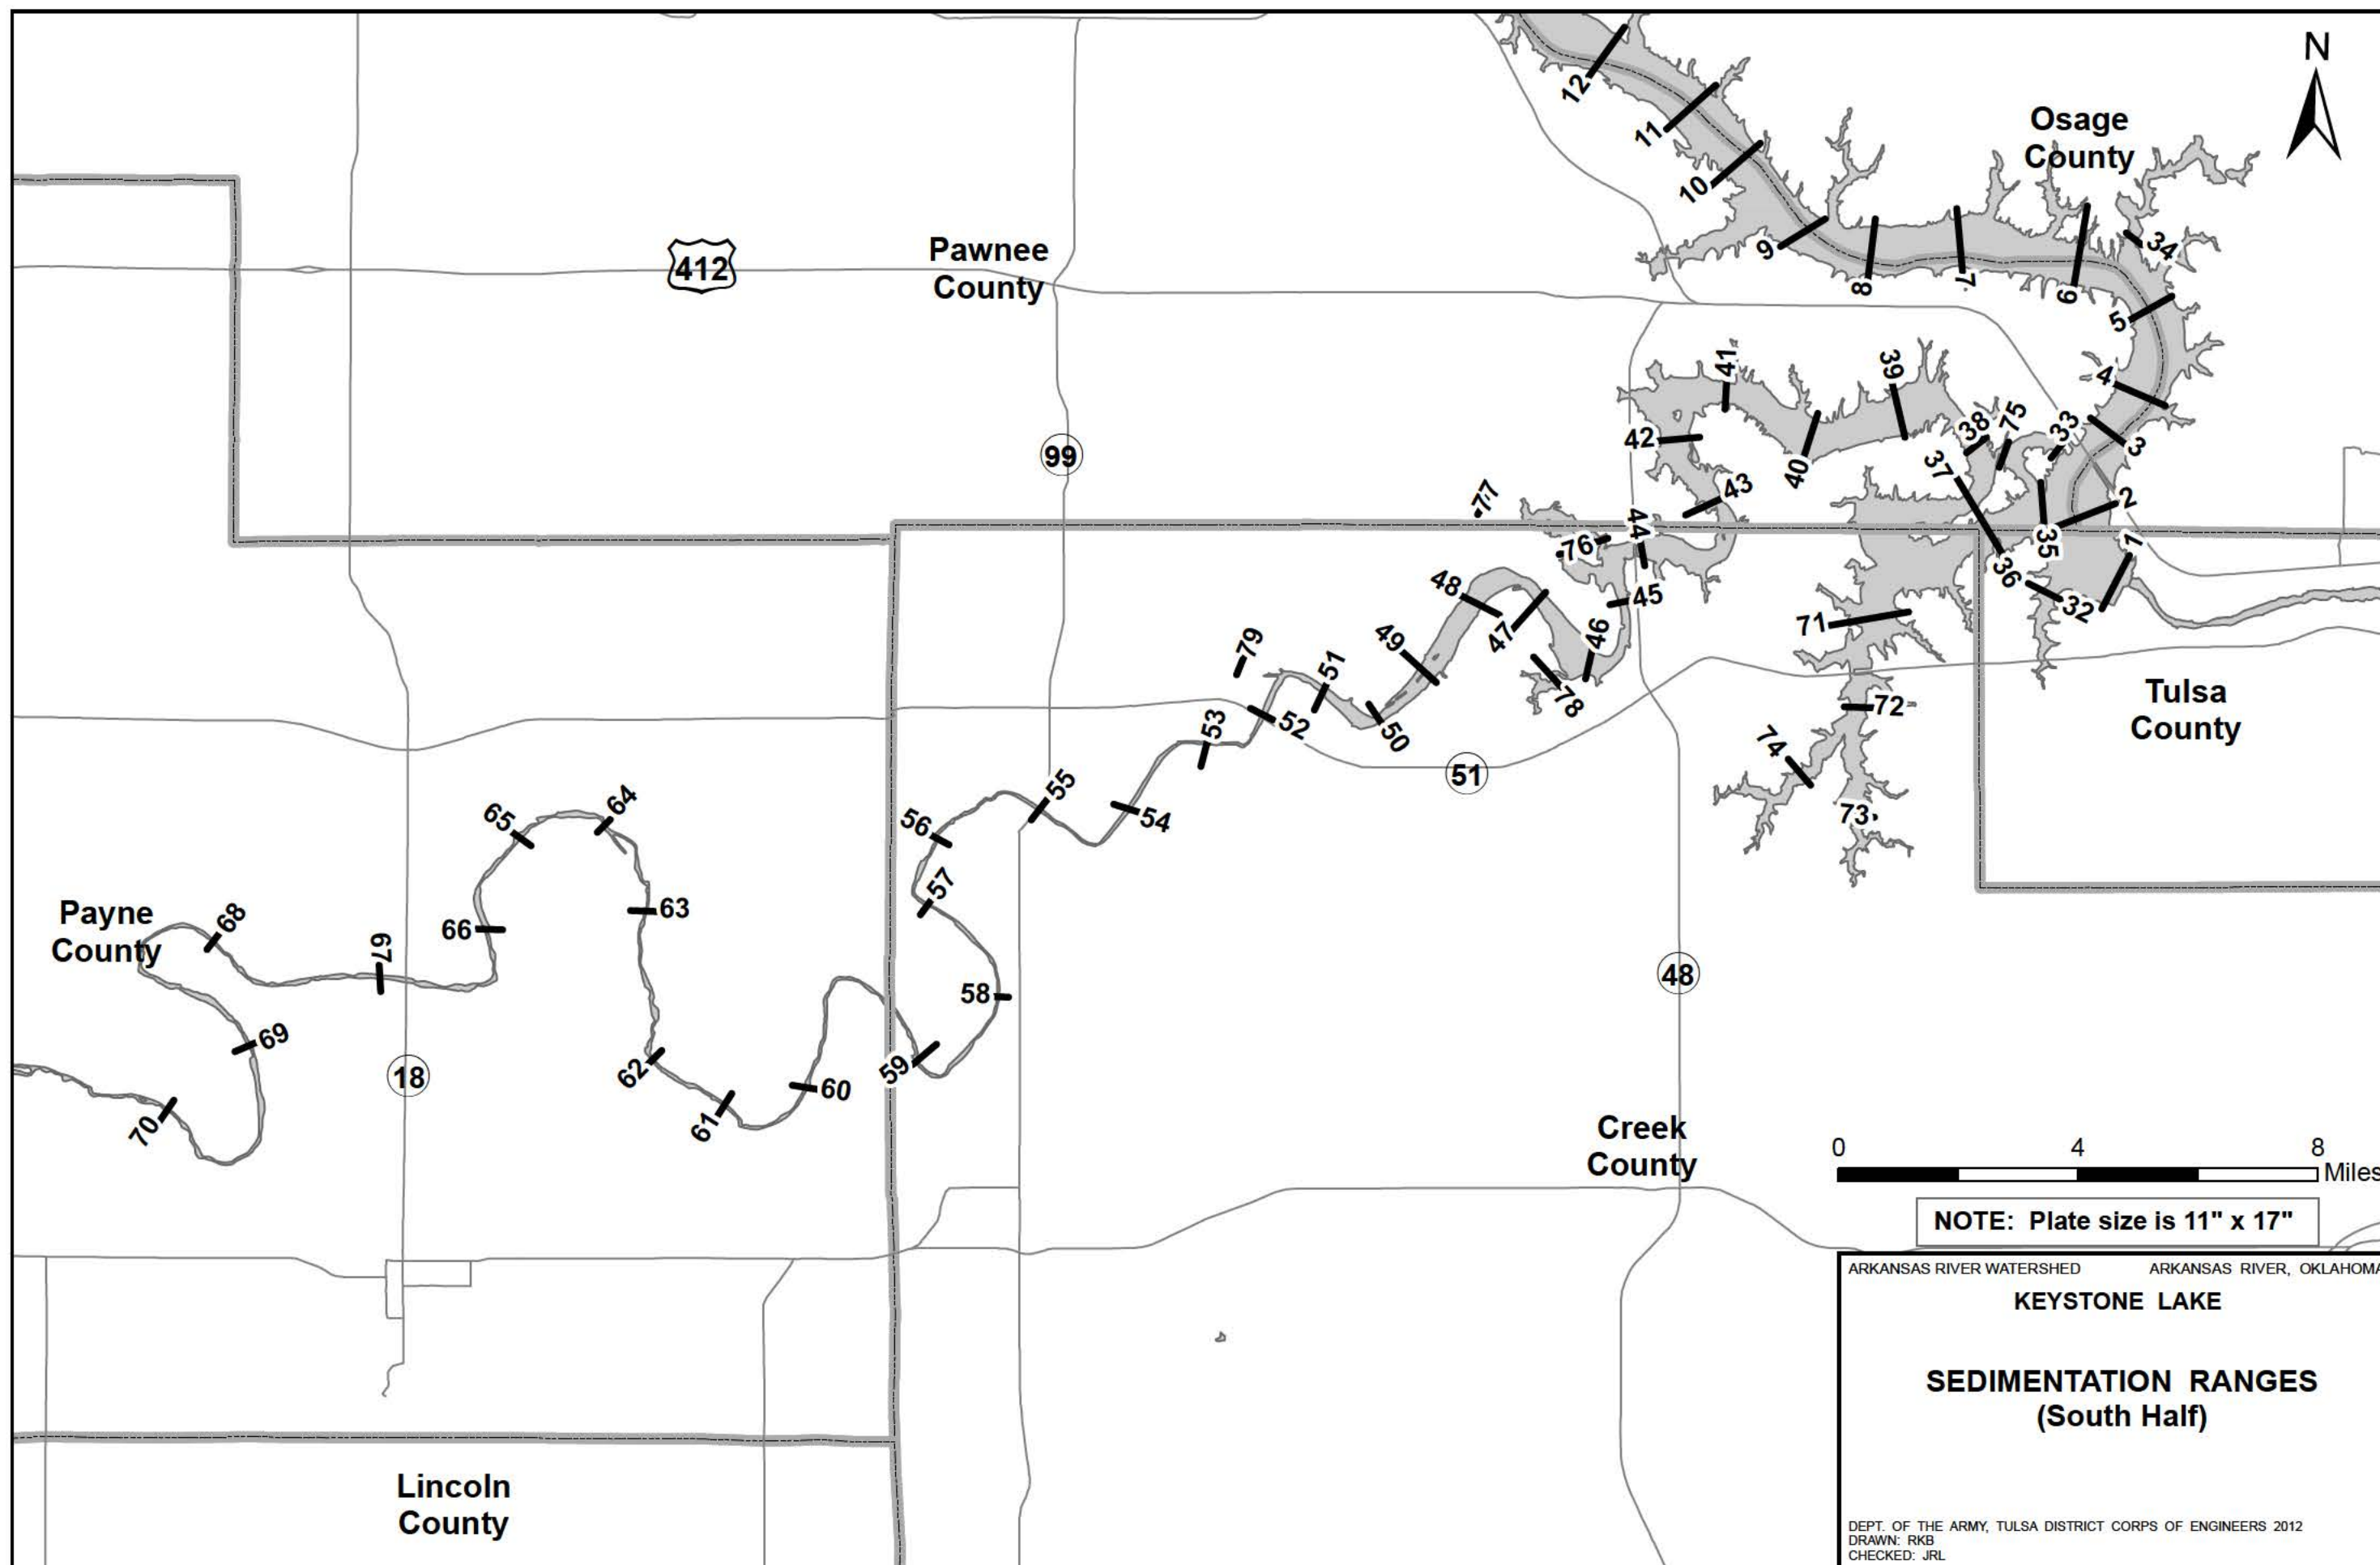 N
12
11
10
9
8
7
6
5
34
Osage
County
412
Pawnee
County
99
41
39
4
42
40
38
75
33
3
37
43
2
77
44
76
35
1
36
32
48
45
47
46
71
49
79
51
78
72
Tulsa
County
50
52
53
74
51
73
55
54
56
64
65
57
63
66
68
67
Payne
County
58
48
69
59
62
60
18
61
70
Creek
County
0 4 8
Miles
NOTE: Plate size is 11" x 17"
ARKANSAS RIVER WATERSHED ARKANSAS RIVER, OKLAHOMA
KEYSTONE LAKE
SEDIMENTATION RANGES
(South Half)
Lincoln
County
DEPT. OF THE ARMY, TULSA DISTRICT CORPS OF ENGINEERS 2012
DRAWN: RKB
CHECKED: JRL